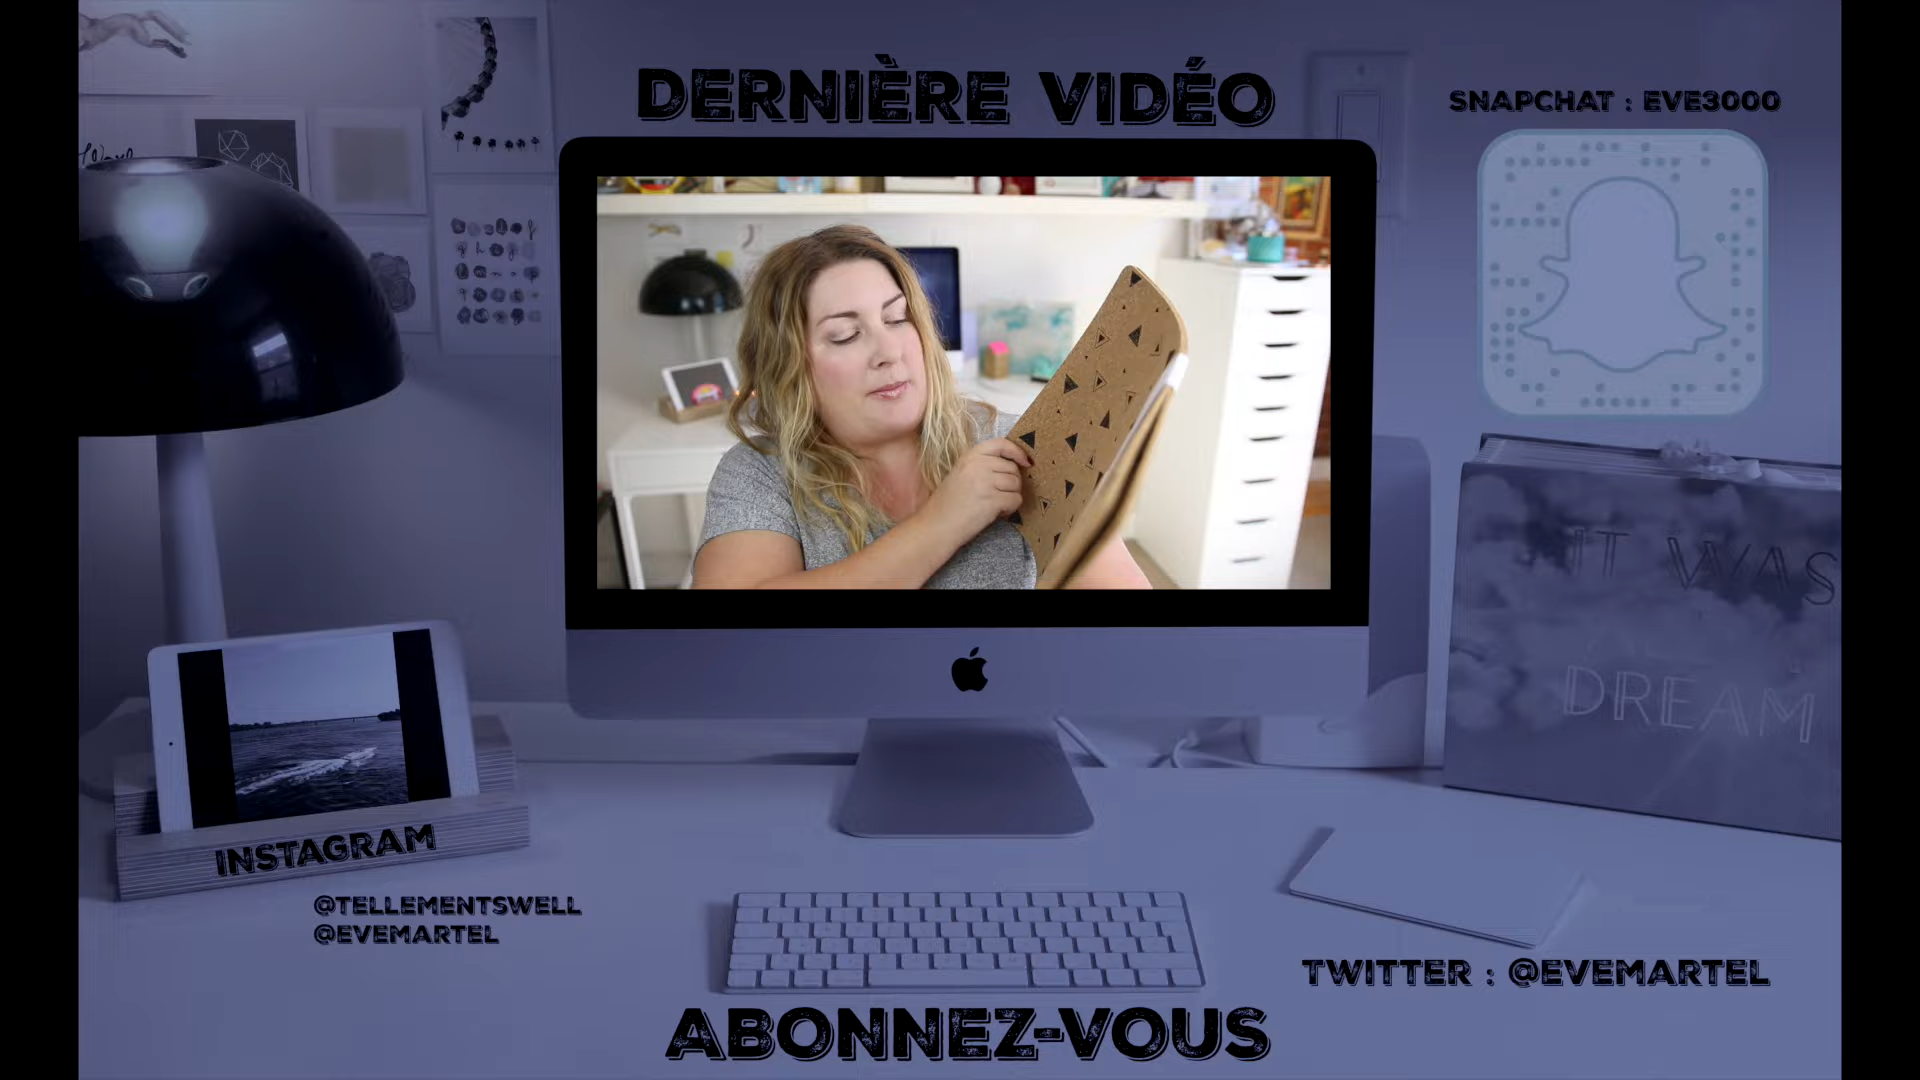 DERNIÈRE VIDÉO
SNAPCHAT : EVE3000
IT WAS
DREAM
INSTAGRAM
@TELLEMENTSWELL
@EVEMARTEL
TWITTER : @EVEMARTEL
ABONNEZ-VOUS